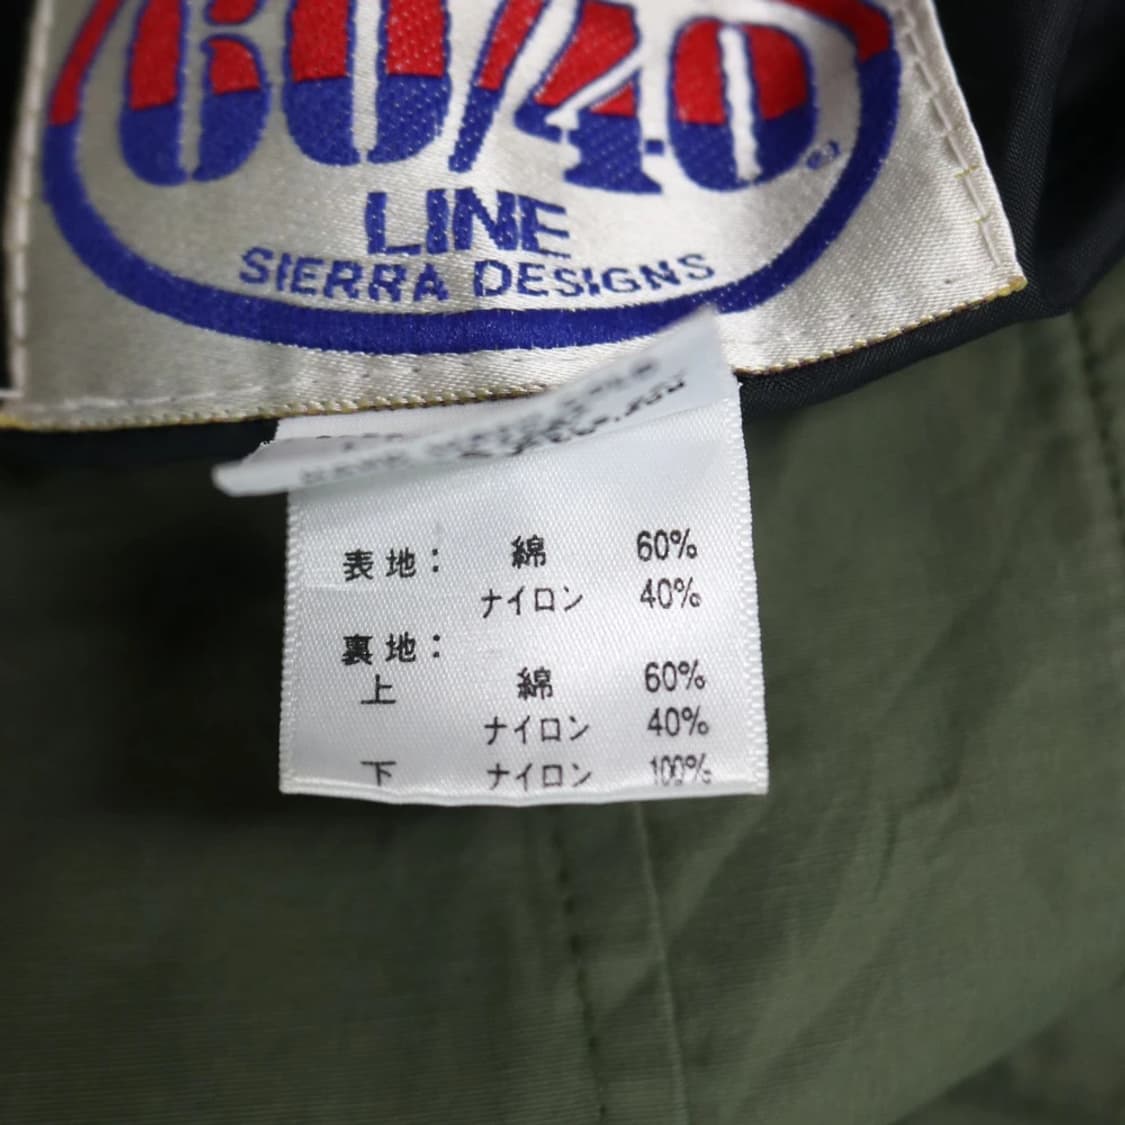 60/40
LINE
SIERRA DESIGNS
表地： 綿 60%
ナイロン 40%
裏地：
上 綿 60%
ナイロン 40%
下 ナイロン 100%